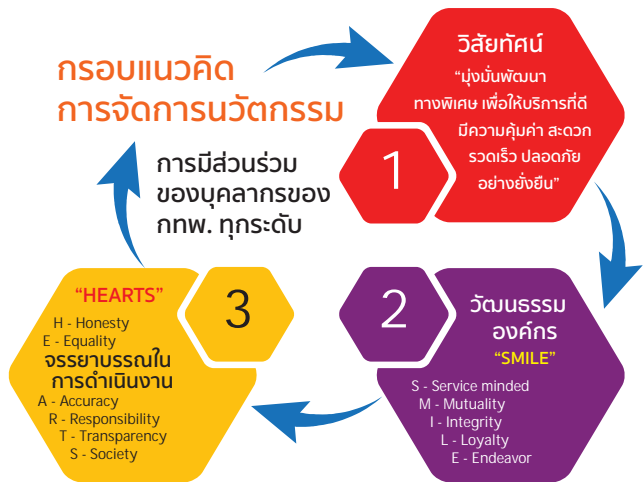 กรอบแนวคิด
การจัดการนวัตกรรม
การมีส่วนร่วม
ของบุคลากรของ
กทพ. ทุกระดับ
วิสัยทัศน์
“มุ่งมั่นพัฒนา
ทางพิเศษ เพื่อให้บริการที่ดี
มีความคุ้มค่า สะดวก
รวดเร็ว ปลอดภัย
อย่างยั่งยืน”
1
2
วัฒนธรรม
องค์กร
“SMILE”
S - Service minded
M - Mutuality
I - Integrity
L - Loyalty
E - Endeavor
3
“HEARTS”
H - Honesty
E - Equality
จรรยาบรรณใน
การดำเนินงาน
A - Accuracy
R - Responsibility
T - Transparency
S - Society